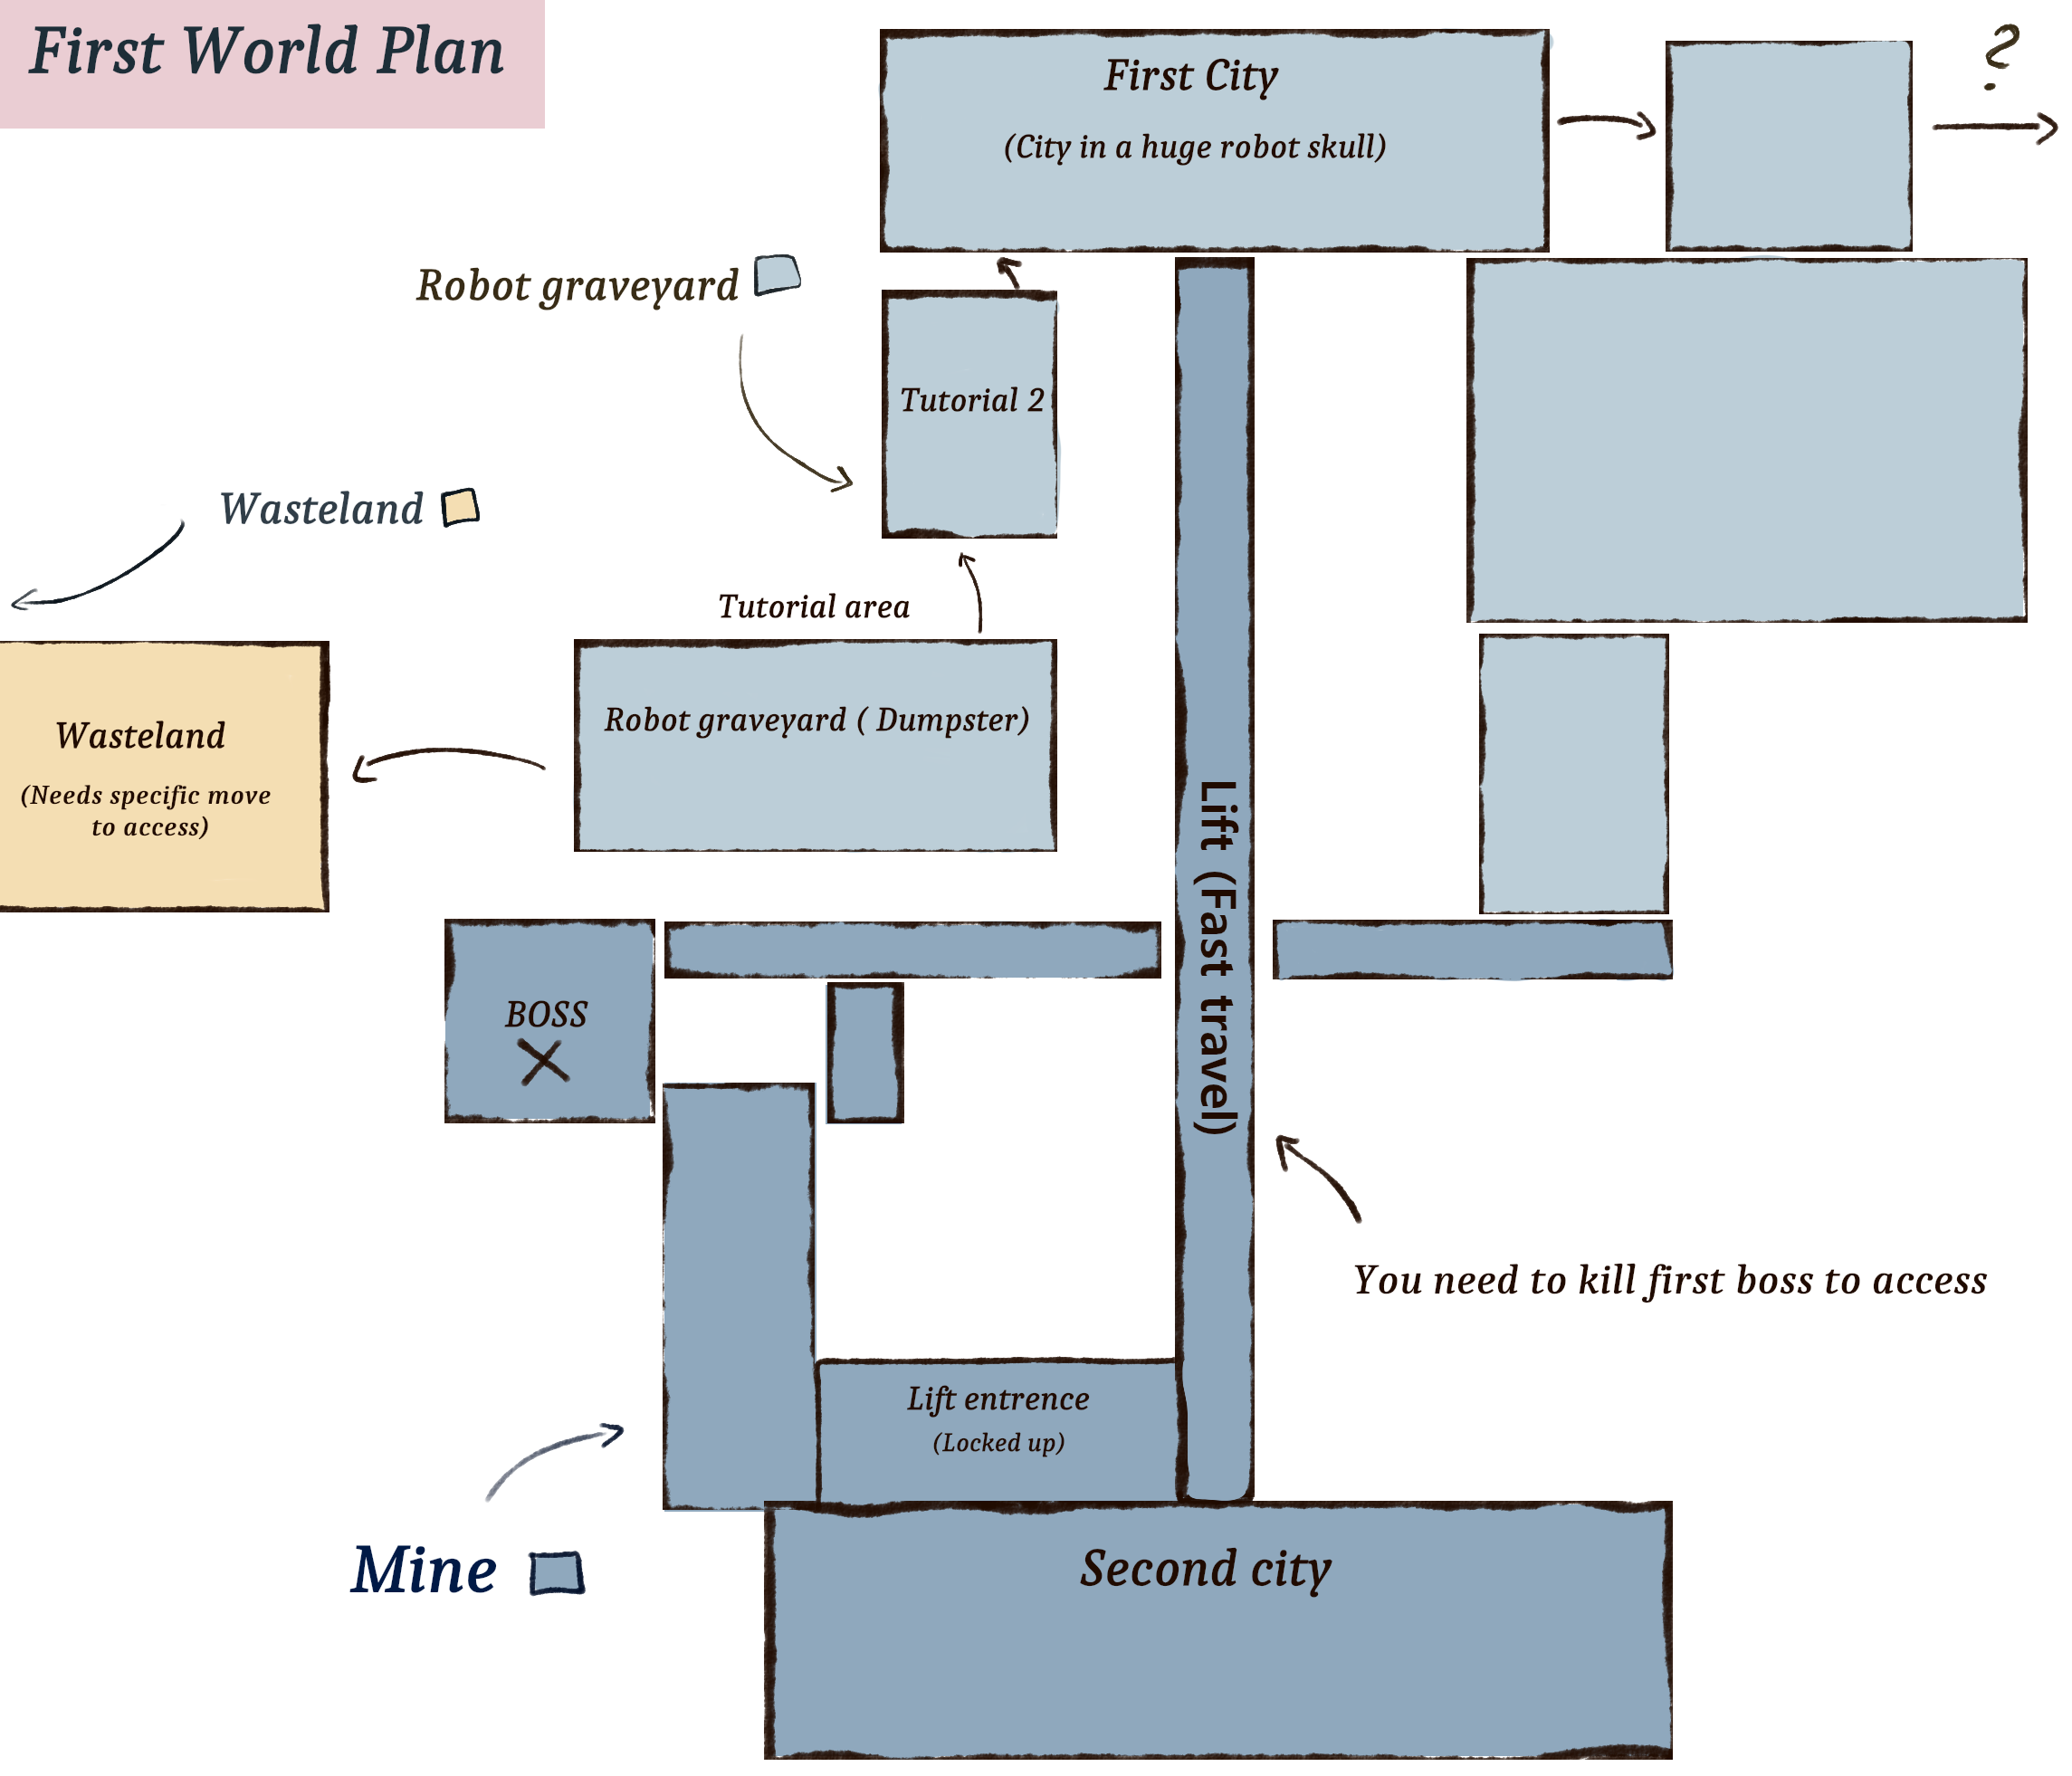 First World Plan
First City
(City in a huge robot skull)
?
Robot graveyard
Tutorial 2
Wasteland
Tutorial area
Robot graveyard ( Dumpster)
Wasteland
(Needs specific move
to access)
Lift (Fast travel)
BOSS
You need to kill first boss to access
Lift entrence
(Locked up)
Mine
Second city